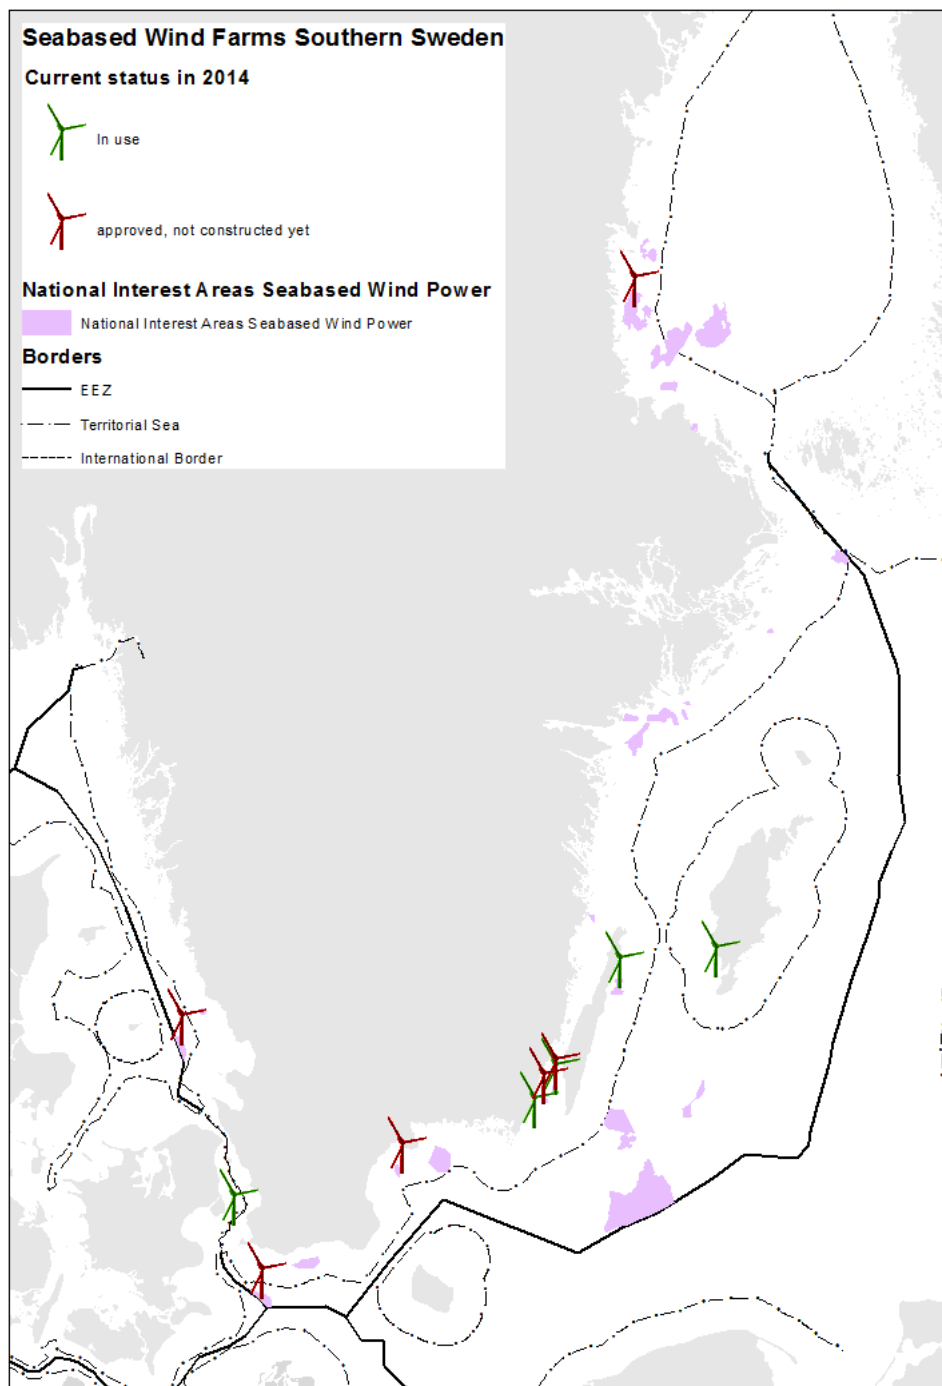 Seabased Wind Farms Southern Sweden
Current status in 2014
In use
approved, not constructed yet
National Interest Areas Seabased Wind Power
National Interest Areas Seabased Wind Power
Borders
EEZ
Territorial Sea
International Border